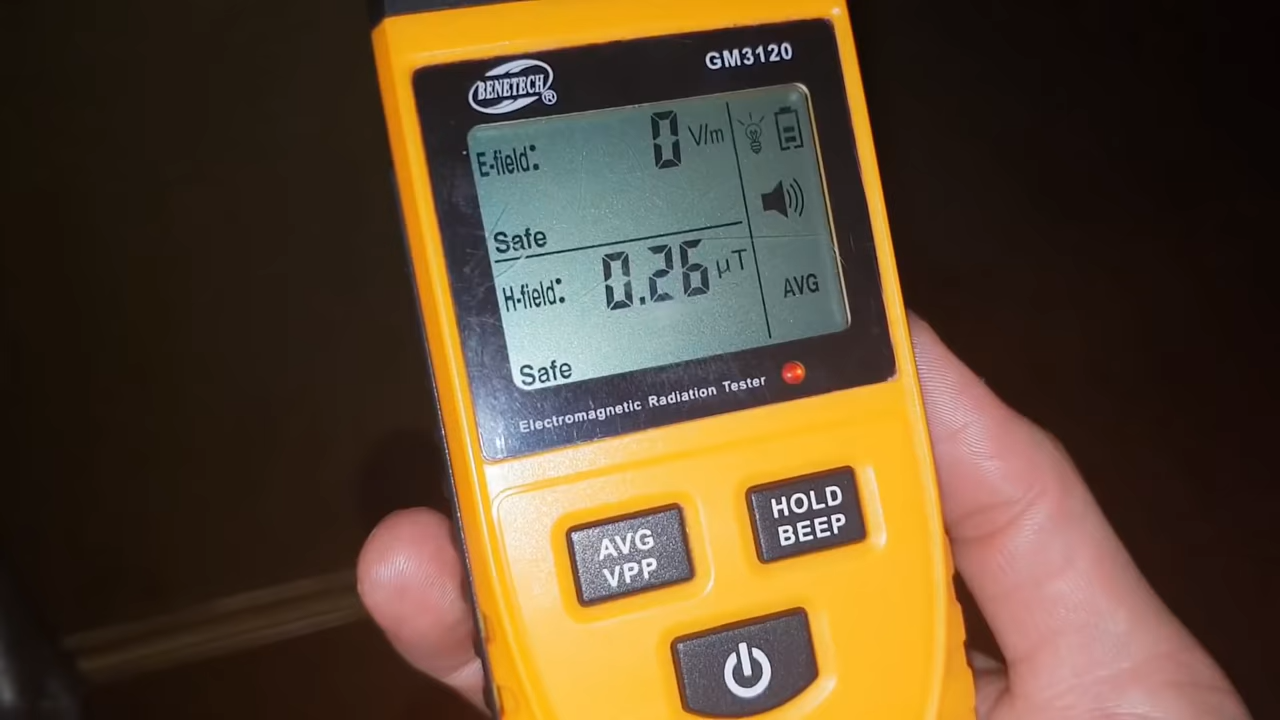 GM3120
BENETECH®
E-field: 0 V/m
Safe
H-field: 0.26 µT
Safe
AVG
Electromagnetic Radiation Tester
AVG
VPP
HOLD
BEEP